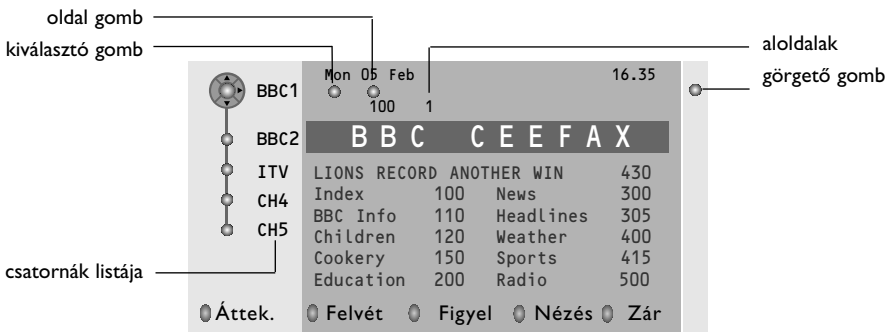 oldal gomb
kiválasztó gomb
aloldalak
görgető gomb
Mon 05 Feb 16.35
BBC1
100 1
BBC2
BBC CEEFAX
ITV
LIONS RECORD ANOTHER WIN 430
CH4
Index 100 News 300
BBC Info 110 Headlines 305
CH5
Children 120 Weather 400
csatornák listája
Cookery 150 Sports 415
Education 200 Radio 500
Áttek. Felvét Figyel Nézés Zár